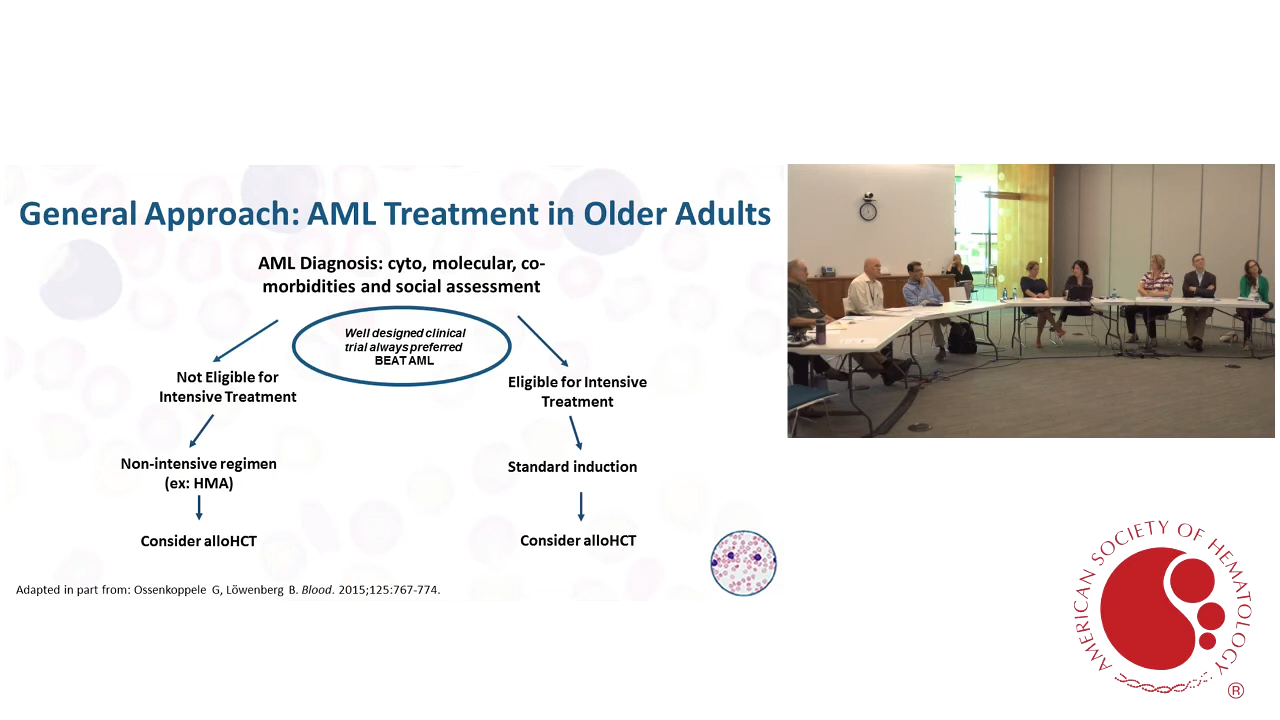 General Approach: AML Treatment in Older Adults
AML Diagnosis: cyto, molecular, co-
morbidities and social assessment
Well designed clinical
trial always preferred
BEAT AML
Not Eligible for
Intensive Treatment
Eligible for Intensive
Treatment
Non-intensive regimen
(ex: HMA)
Standard induction
Consider alloHCT
Consider alloHCT
Adapted in part from: Ossenkoppele G, Löwenberg B. Blood. 2015;125:767-774.
AMERICAN SOCIETY OF HEMATOLOGY
®